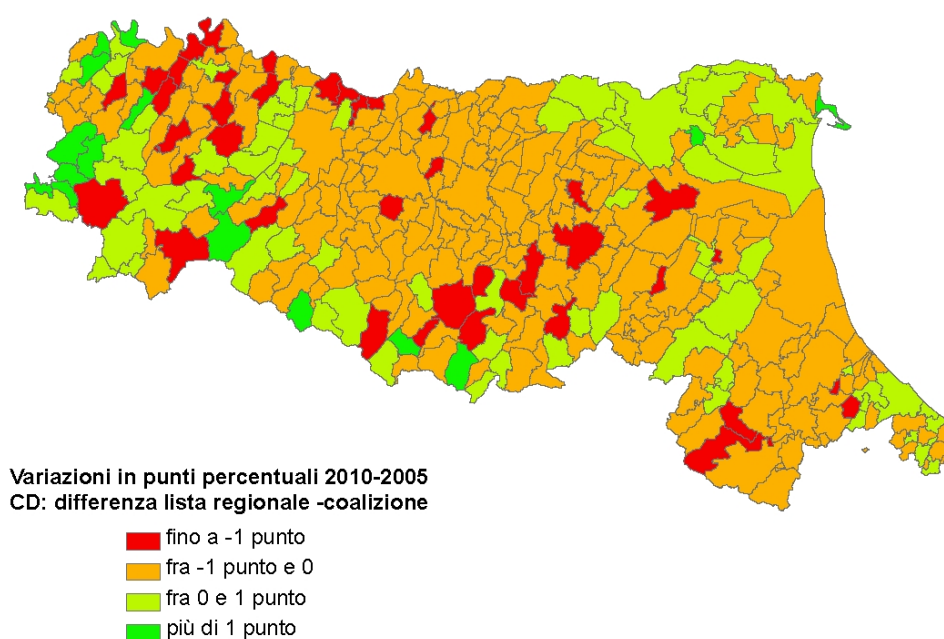 Variazioni in punti percentuali 2010-2005
CD: differenza lista regionale -coalizione
fino a -1 punto
fra -1 punto e 0
fra 0 e 1 punto
più di 1 punto